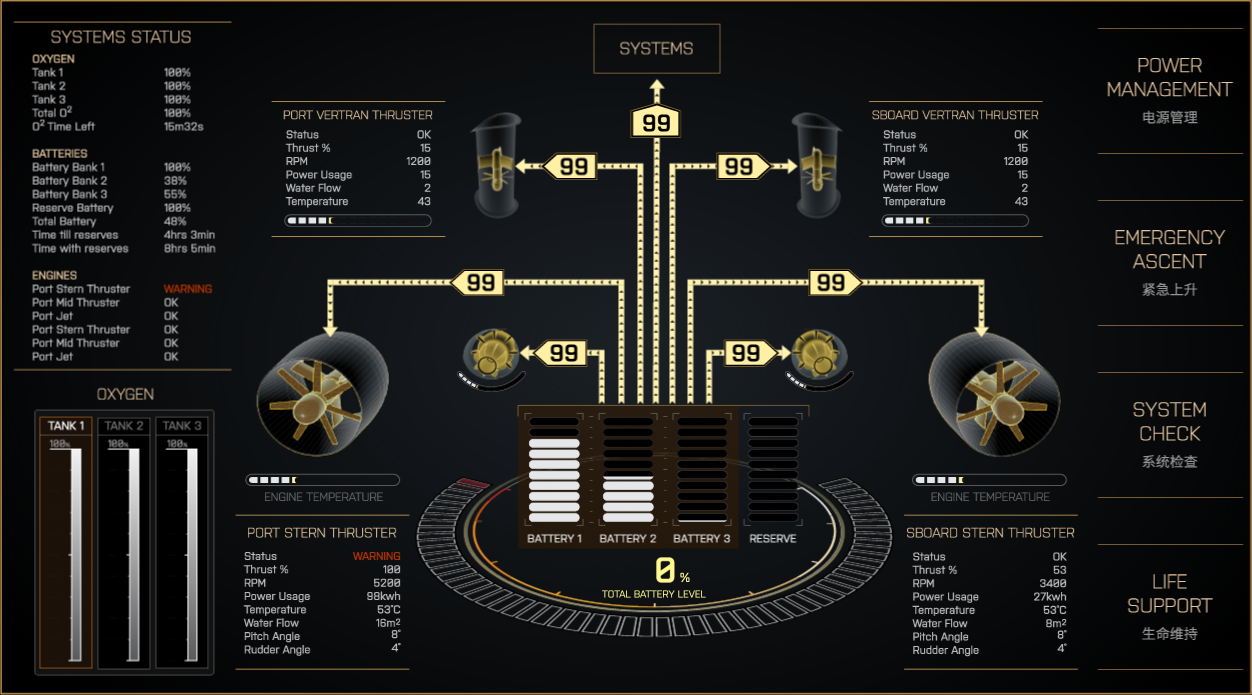 SYSTEMS STATUS
OXYGEN
Tank 1 100%
Tank 2 100%
Tank 3 100%
Total O² 100%
O² Time Left 15m32s
BATTERIES
Battery Bank 1 100%
Battery Bank 2 38%
Battery Bank 3 55%
Reserve Battery 100%
Total Battery 48%
Time till reserves 4hrs 3min
Time with reserves 8hrs 5min
ENGINES
Port Stern Thruster WARNING
Port Mid Thruster OK
Port Jet OK
Port Stern Thruster OK
Port Mid Thruster OK
Port Jet OK
OXYGEN
TANK 1 TANK 2 TANK 3
100% 100% 100%
SYSTEMS
99
PORT VERTRAN THRUSTER
Status OK
Thrust % 15
RPM 1200
Power Usage 15
Water Flow 2
Temperature 43
99 99
SBOARD VERTRAN THRUSTER
Status OK
Thrust % 15
RPM 1200
Power Usage 15
Water Flow 2
Temperature 43
99 99
99 99
ENGINE TEMPERATURE
PORT STERN THRUSTER
Status WARNING
Thrust % 100
RPM 5200
Power Usage 98kwh
Temperature 53°C
Water Flow 16m²
Pitch Angle 8°
Rudder Angle 4°
BATTERY 1 BATTERY 2 BATTERY 3 RESERVE
0 %
TOTAL BATTERY LEVEL
ENGINE TEMPERATURE
SBOARD STERN THRUSTER
Status OK
Thrust % 53
RPM 3400
Power Usage 27kwh
Temperature 53°C
Water Flow 8m²
Pitch Angle 8°
Rudder Angle 4°
POWER
MANAGEMENT
电源管理
EMERGENCY
ASCENT
紧急上升
SYSTEM
CHECK
系统检查
LIFE
SUPPORT
生命维持